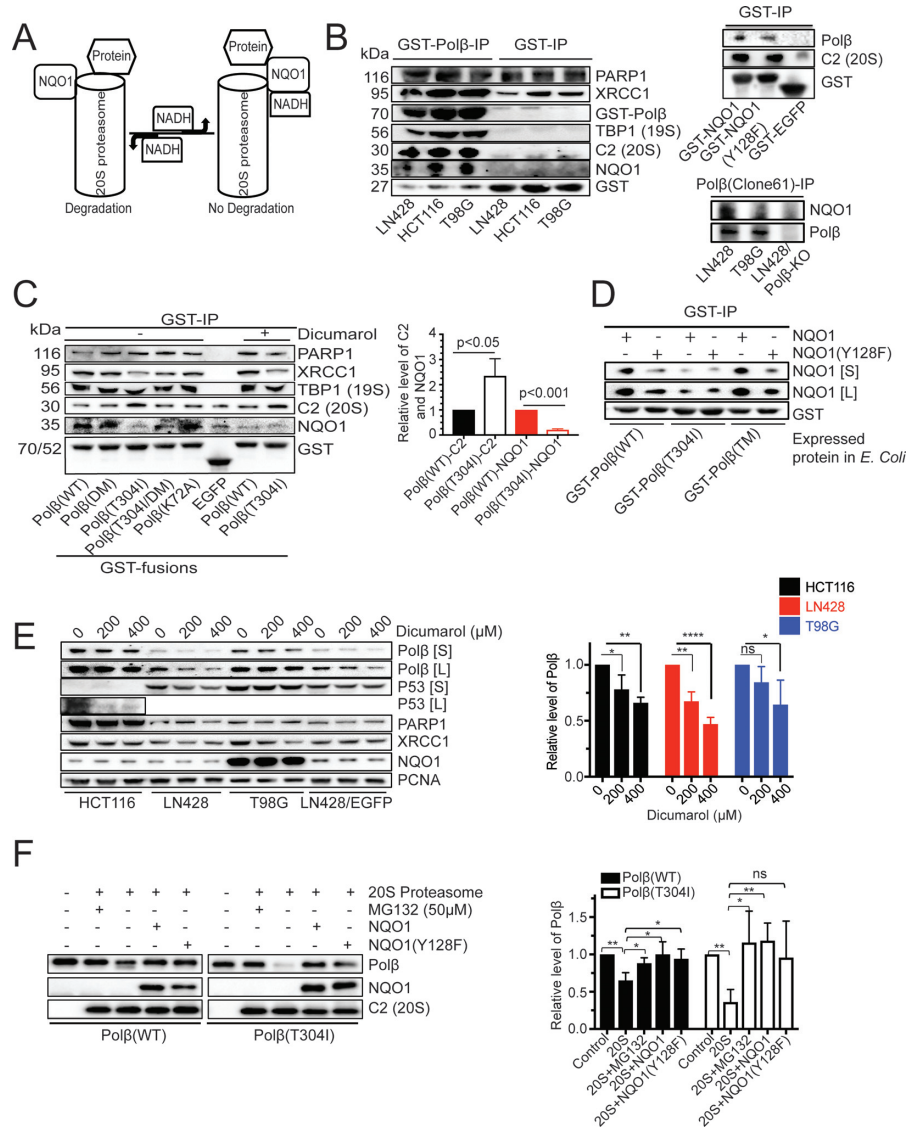 A
Protein
NQO1
20S proteasome
Degradation
NADH
NADH
Protein
NQO1
NADH
20S proteasome
No Degradation
B
kDa
GST-Polβ-IP
GST-IP
116
PARP1
95
XRCC1
70
GST-Polβ
56
TBP1 (19S)
30
C2 (20S)
35
NQO1
27
GST
LN428
HCT116
T98G
LN428
HCT116
T98G
GST-IP
Polβ
C2 (20S)
GST
GST-NQO1
GST-NQO1
(Y128F)
GST-EGFP
Polβ(Clone61)-IP
NQO1
Polβ
LN428
T98G
LN428/
Polβ-KO
C
GST-IP
kDa
- + Dicumarol
116
PARP1
95
XRCC1
56
TBP1 (19S)
30
C2 (20S)
35
NQO1
70/52
GST
Polβ(WT)
Polβ(DM)
Polβ(T304I)
Polβ(T304I/DM)
Polβ(K72A)
EGFP
Polβ(WT)
Polβ(T304I)
GST-fusions
Relative level of C2
and NQO1
4
3
2
1
0
p<0.05
p<0.001
Polβ(WT)-C2
Polβ(T304I)-C2
Polβ(WT)-NQO1
Polβ(T304I)-NQO1
D
GST-IP
+ - + - + - NQO1
- + - + - + NQO1(Y128F)
NQO1 [S]
NQO1 [L]
GST
GST-Polβ(WT)
GST-Polβ(T304I)
GST-Polβ(TM)
Expressed
protein in E. Coli
E
0 200 400 0 200 400 0 200 400 0 200 400 Dicumarol (µM)
Polβ [S]
Polβ [L]
P53 [S]
P53 [L]
PARP1
XRCC1
NQO1
PCNA
HCT116
LN428
T98G
LN428/EGFP
HCT116
LN428
T98G
Relative level of Polβ
1.0
0.5
0.0
** * **** ** * ns
0 200 400 0 200 400 0 200 400
Dicumarol (µM)
F
- + + + + - + + + + 20S Proteasome
- + - - - - + - - - MG132 (50µM)
- - - + - - - - + - NQO1
- - - - + - - - - + NQO1(Y128F)
Polβ
NQO1
C2 (20S)
Polβ(WT)
Polβ(T304I)
Polβ(WT)
Polβ(T304I)
Relative level of Polβ
1.5
1.0
0.5
0.0
** * * * ** * ** ns
Control
20S
20S+MG132
20S+NQO1
20S+NQO1(Y128F)
Control
20S
20S+MG132
20S+NQO1
20S+NQO1(Y128F)